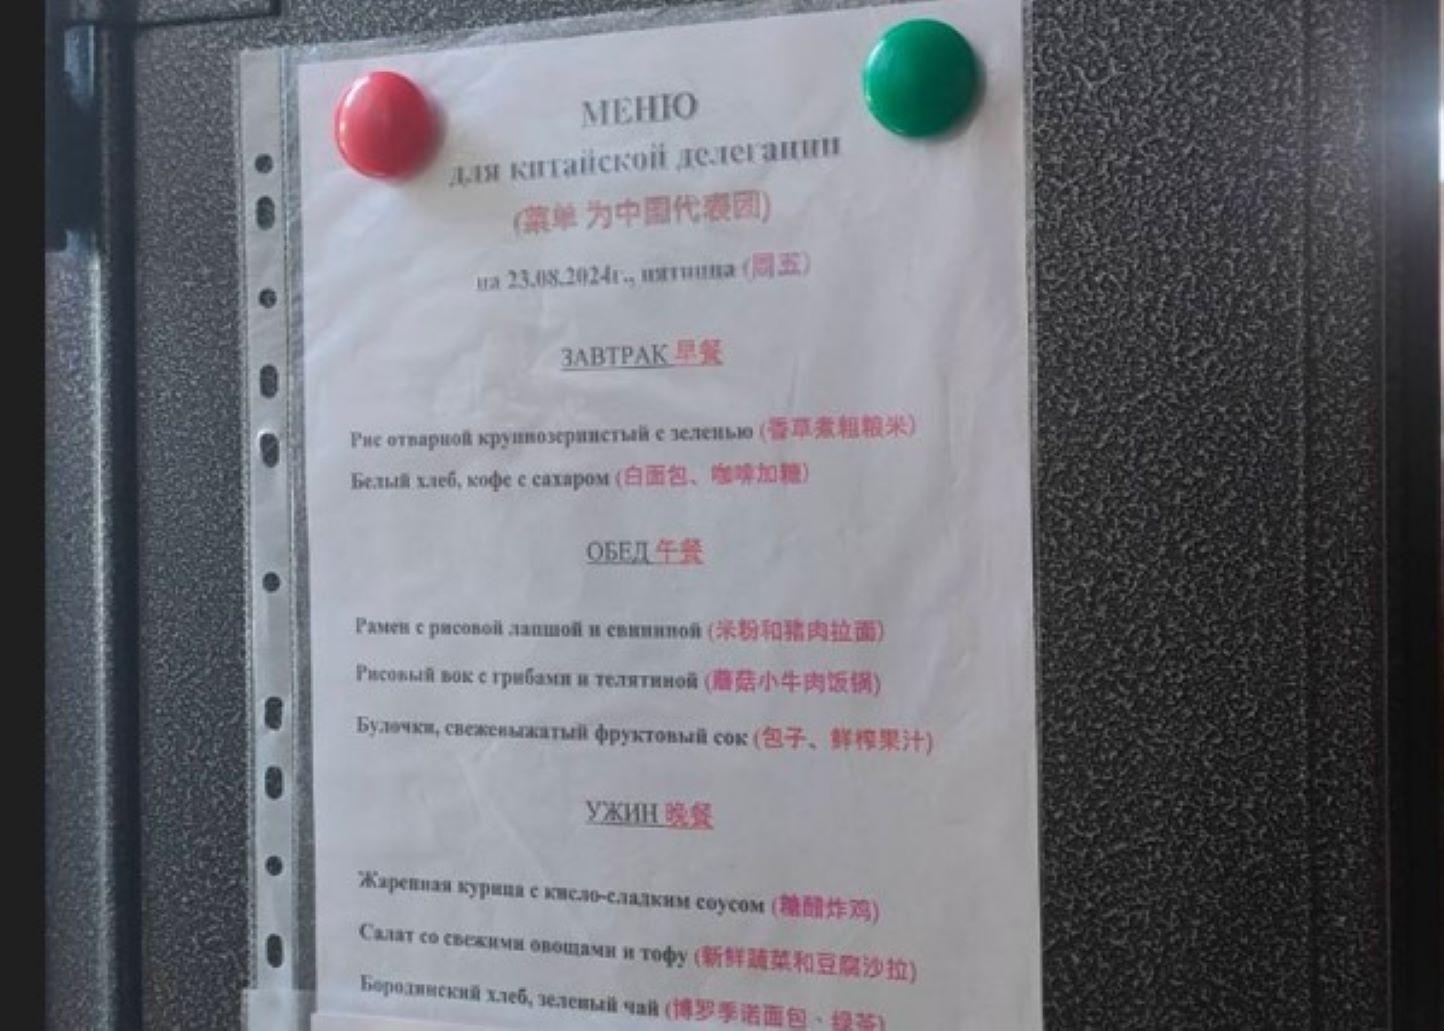 МЕНЮ
для китайской делегации
(菜单 为中国代表团)
на 23.08.2024г., пятница (周五)
ЗАВТРАК 早餐
Рис отварной крупнозернистый с зеленью (香草煮粗粮米)
Белый хлеб, кофе с сахаром (白面包、咖啡加糖)
ОБЕД 午餐
Рамен с рисовой лапшой и свининой (米粉和猪肉拉面)
Рисовый вок с грибами и телятиной (蘑菇小牛肉饭锅)
Булочки, свежевыжатый фруктовый сок (包子、鲜榨果汁)
УЖИН 晚餐
Жаренная курица с кисло-сладким соусом (糖醋炸鸡)
Салат со свежими овощами и тофу (新鲜蔬菜和豆腐沙拉)
Бородинский хлеб, зеленый чай (博罗季诺面包、绿茶)